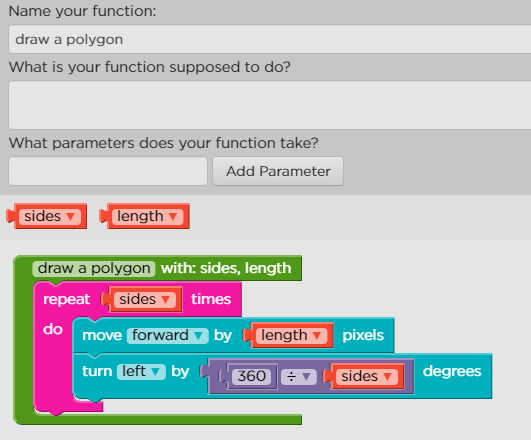 Name your function:
draw a polygon
What is your function supposed to do?
What parameters does your function take?
Add Parameter
sides ▼ length ▼
draw a polygon with: sides, length
repeat sides ▼ times
do
move forward ▼ by length ▼ pixels
turn left ▼ by 360 ÷ ▼ sides ▼ degrees